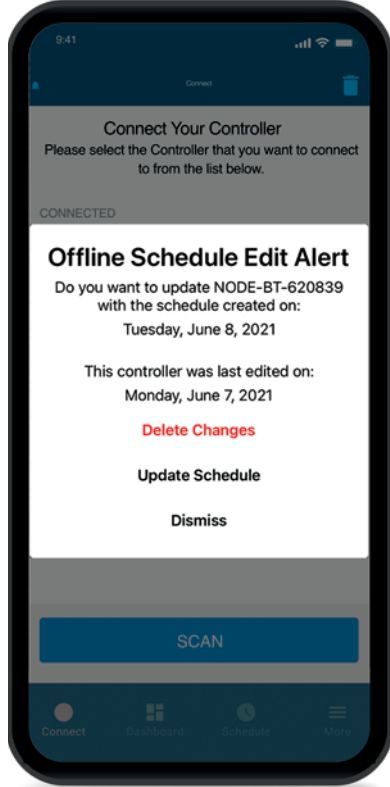 9:41
Connect
Connect Your Controller
Please select the Controller that you want to connect
to from the list below.
CONNECTED
Offline Schedule Edit Alert
Do you want to update NODE-BT-620839
with the schedule created on:
Tuesday, June 8, 2021
This controller was last edited on:
Monday, June 7, 2021
Delete Changes
Update Schedule
Dismiss
SCAN
Connect Dashboard Schedule More